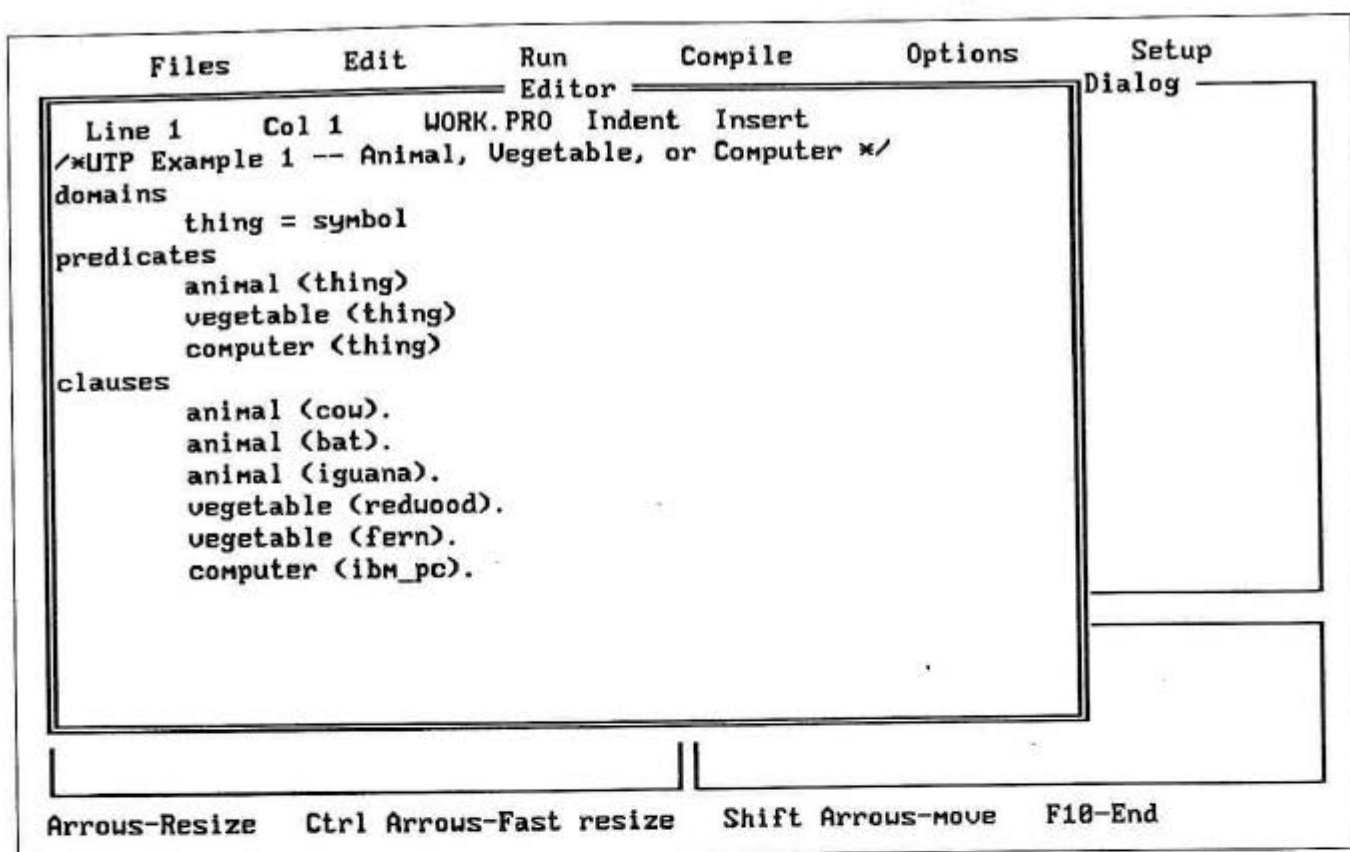 Files Edit Run Compile Options Setup
Editor Dialog
Line 1 Col 1 WORK.PRO Indent Insert
/*UTP Example 1 -- Animal, Vegetable, or Computer */
domains
thing = symbol
predicates
animal (thing)
vegetable (thing)
computer (thing)
clauses
animal (cow).
animal (bat).
animal (iguana).
vegetable (redwood).
vegetable (fern).
computer (ibm_pc).
Arrows-Resize Ctrl Arrows-Fast resize Shift Arrows-move F10-End